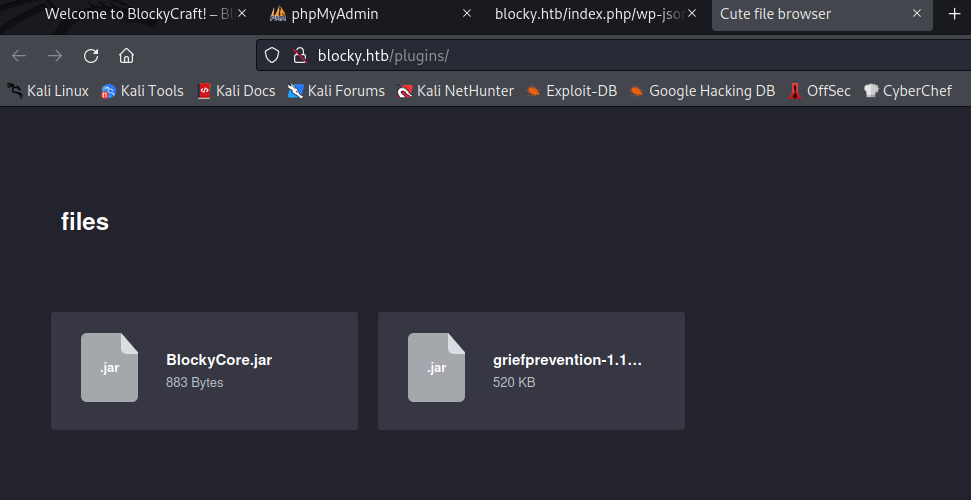 Welcome to BlockyCraft! – Bl
phpMyAdmin
blocky.htb/index.php/wp-json
Cute file browser
blocky.htb/plugins/
Kali Linux
Kali Tools
Kali Docs
Kali Forums
Kali NetHunter
Exploit-DB
Google Hacking DB
OffSec
CyberChef
files
.jar
BlockyCore.jar
883 Bytes
.jar
griefprevention-1.1...
520 KB